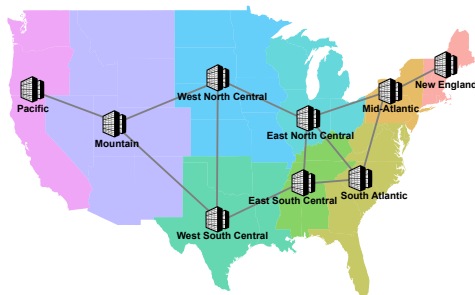 New England
West North Central
Pacific
Mid-Atlantic
Mountain
East North Central
East South Central
South Atlantic
West South Central